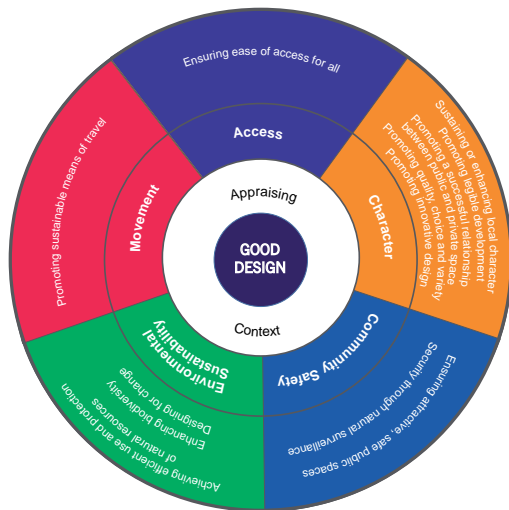 Ensuring ease of access for all
Access
Sustaining or enhancing local character
Promoting legible development
Promoting a successful relationship
between public and private space
Promoting quality, choice and variety
Promoting innovative design
Character
Community Safety
Security through natural surveillance
Ensuring attractive, safe public spaces
Environmental
Sustainability
Designing for change
Enhancing biodiversity
Achieving efficient use and protection
of natural resources
Movement
Promoting sustainable means of travel
Appraising
GOOD
DESIGN
Context